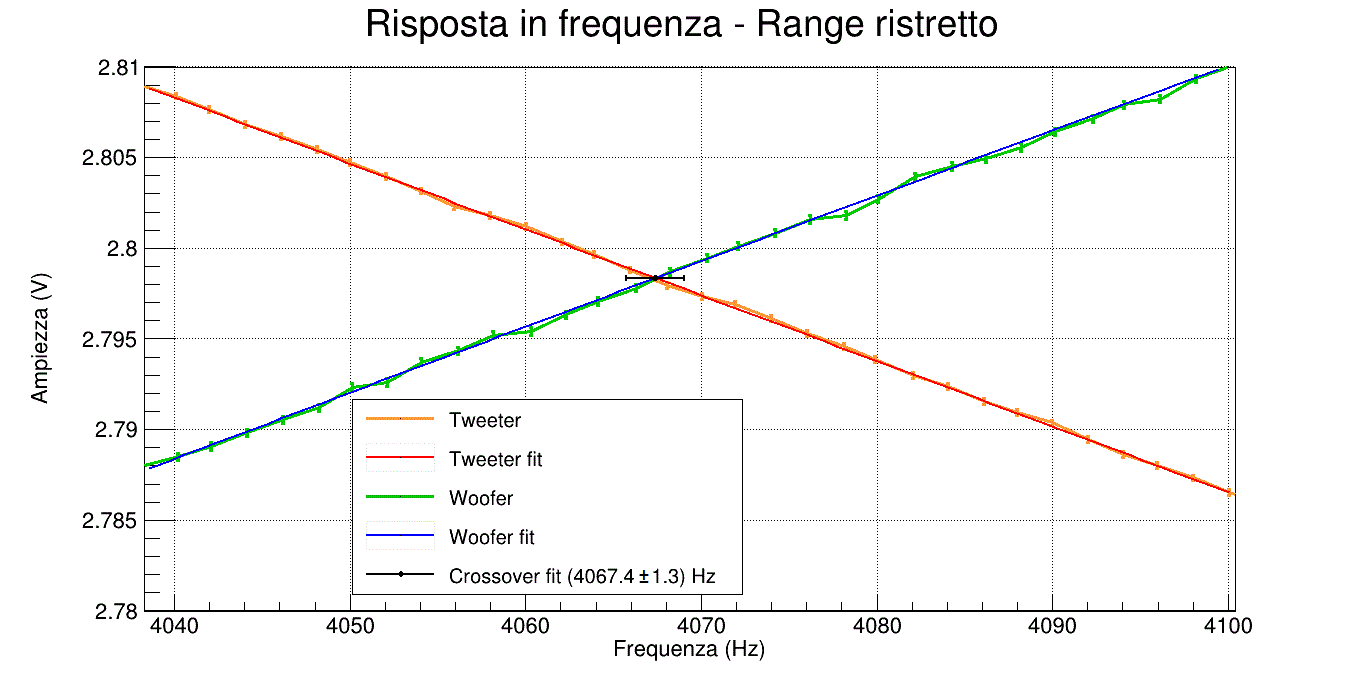 Risposta in frequenza - Range ristretto
2.81
2.805
2.8
2.795
2.79
2.785
2.78
Ampiezza (V)
Tweeter
Tweeter fit
Woofer
Woofer fit
Crossover fit (4067.4 ± 1.3) Hz
4040 4050 4060 4070 4080 4090 4100
Frequenza (Hz)